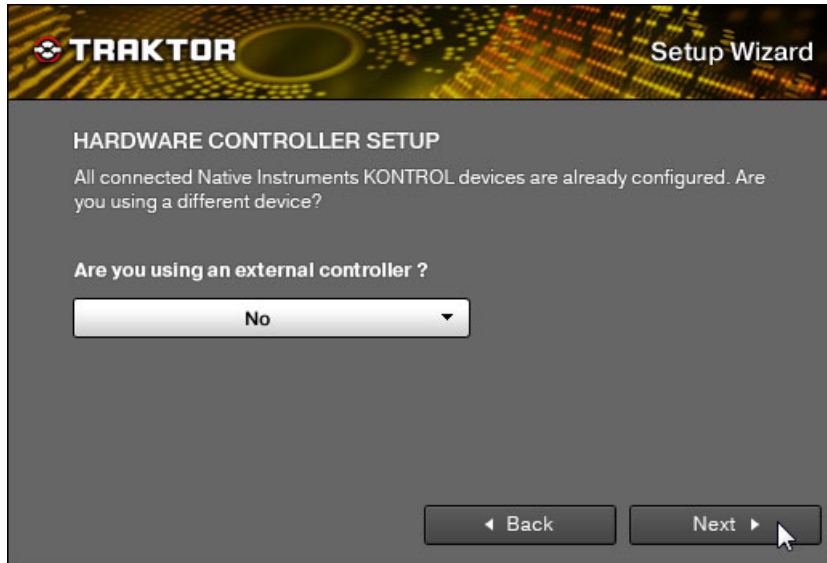 TRAKTOR
Setup Wizard
HARDWARE CONTROLLER SETUP
All connected Native Instruments KONTROL devices are already configured. Are
you using a different device?
Are you using an external controller ?
No
Back
Next